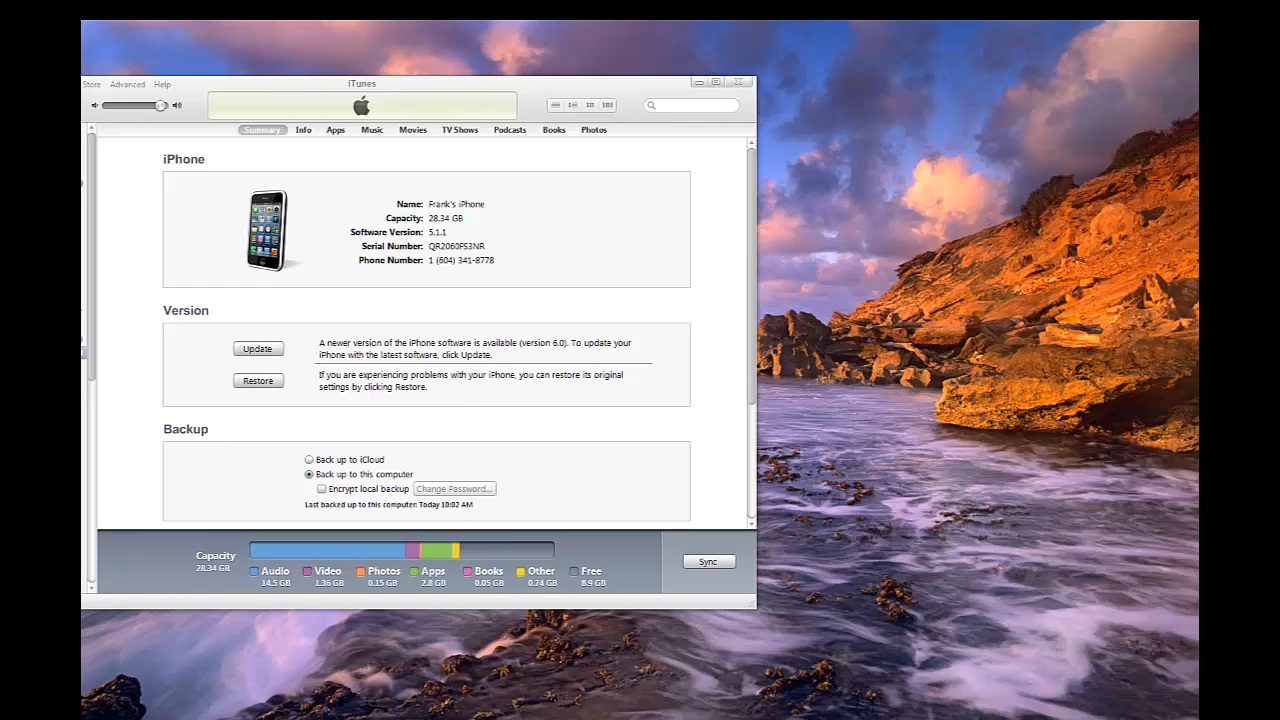 Store Advanced Help
iTunes
Summary Info Apps Music Movies TV Shows Podcasts Books Photos
iPhone
Name: Frank's iPhone
Capacity: 28.34 GB
Software Version: 5.1.1
Serial Number: QR2060FS3NR
Phone Number: 1 (604) 341-8778
Version
Update
A newer version of the iPhone software is available (version 6.0). To update your
iPhone with the latest software, click Update.
Restore
If you are experiencing problems with your iPhone, you can restore its original
settings by clicking Restore.
Backup
Back up to iCloud
Back up to this computer
Encrypt local backup Change Password...
Last backed up to this computer: Today 10:02 AM
Capacity
28.34 GB
Audio Video Photos Apps Books Other Free
14.5 GB 1.36 GB 0.15 GB 2.8 GB 0.05 GB 0.74 GB 8.9 GB
Sync